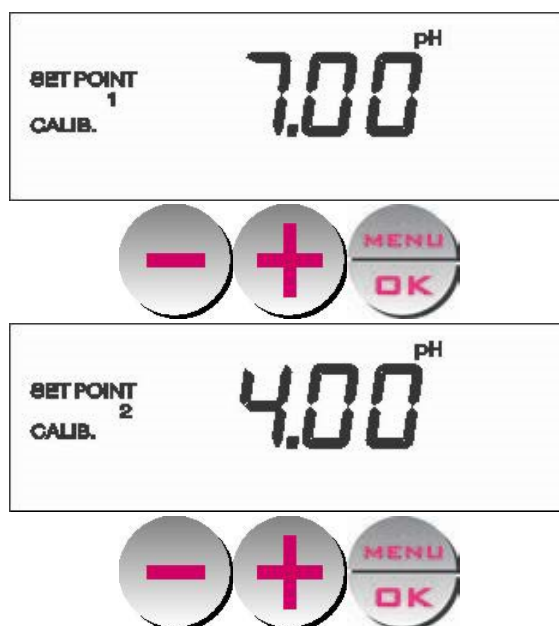 pH
SET POINT
7.00
1
CALIB.
−
+
MENU
OK
pH
SET POINT
4.00
2
CALIB.
−
+
MENU
OK